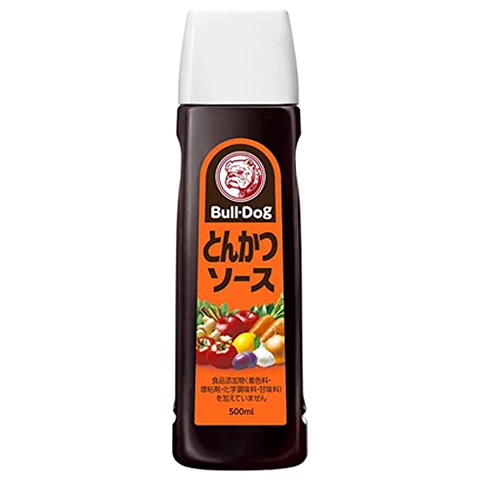 Bull-Dog
とんかつ
ソース
食品添加物(着色料・
増粘剤・化学調味料・甘味料)
を加えていません
500ml